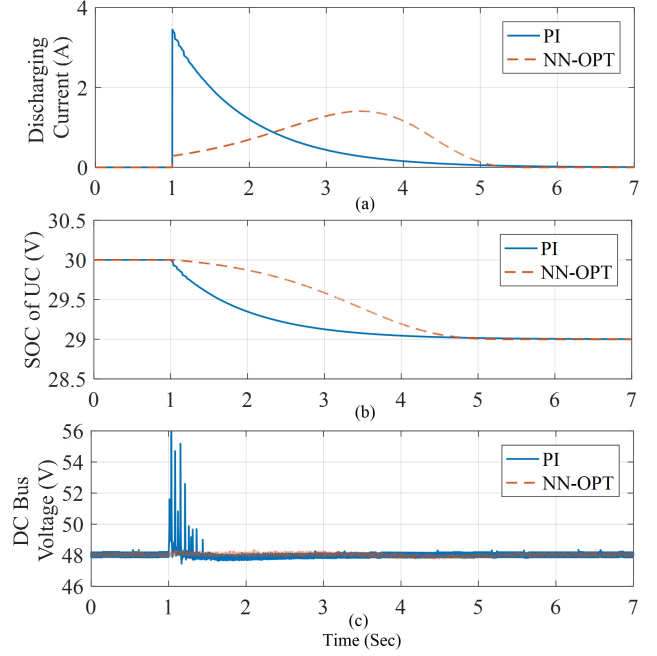 4
2
0
Discharging
Current (A)
PI
NN-OPT
0 1 2 3 4 5 6 7
(a)
30.5
30
29.5
29
28.5
SOC of UC (V)
PI
NN-OPT
0 1 2 3 4 5 6 7
(b)
56
54
52
50
48
46
DC Bus
Voltage (V)
PI
NN-OPT
0 1 2 3 4 5 6 7
(c)
Time (Sec)